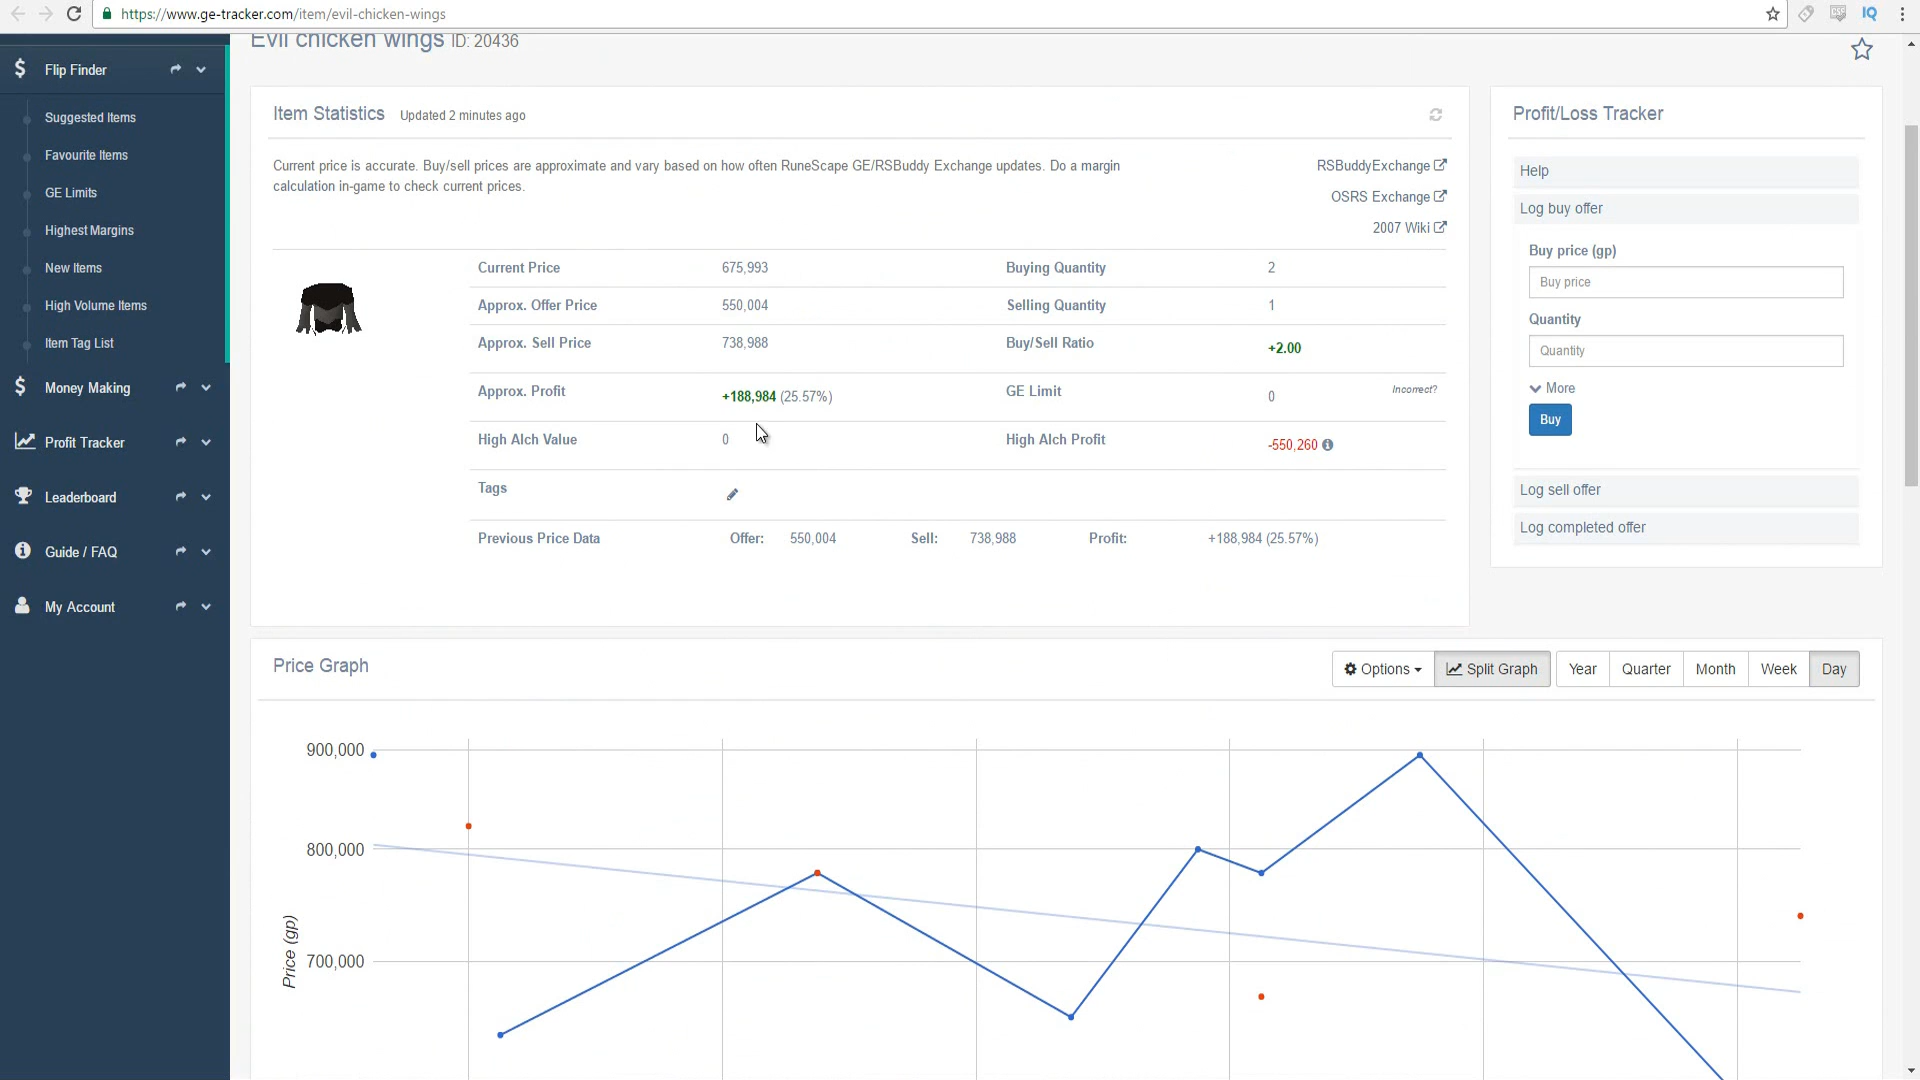 https://www.ge-tracker.com/item/evil-chicken-wings
CSS
IQ
Evil chicken wings ID: 20436
$ Flip Finder
Suggested Items
Favourite Items
GE Limits
Highest Margins
New Items
High Volume Items
Item Tag List
$ Money Making
Profit Tracker
Leaderboard
Guide / FAQ
My Account
Item Statistics Updated 2 minutes ago
Current price is accurate. Buy/sell prices are approximate and vary based on how often RuneScape GE/RSBuddy Exchange updates. Do a margin
calculation in-game to check current prices.
RSBuddyExchange
OSRS Exchange
2007 Wiki
Current Price 675,993 Buying Quantity 2
Approx. Offer Price 550,004 Selling Quantity 1
Approx. Sell Price 738,988 Buy/Sell Ratio +2.00
Approx. Profit +188,984 (25.57%) GE Limit 0 Incorrect?
High Alch Value 0 High Alch Profit -550,260
Tags
Previous Price Data Offer: 550,004 Sell: 738,988 Profit: +188,984 (25.57%)
Profit/Loss Tracker
Help
Log buy offer
Buy price (gp)
Buy price
Quantity
Quantity
More
Buy
Log sell offer
Log completed offer
Price Graph
Options Split Graph Year Quarter Month Week Day
900,000
800,000
700,000
Price (gp)